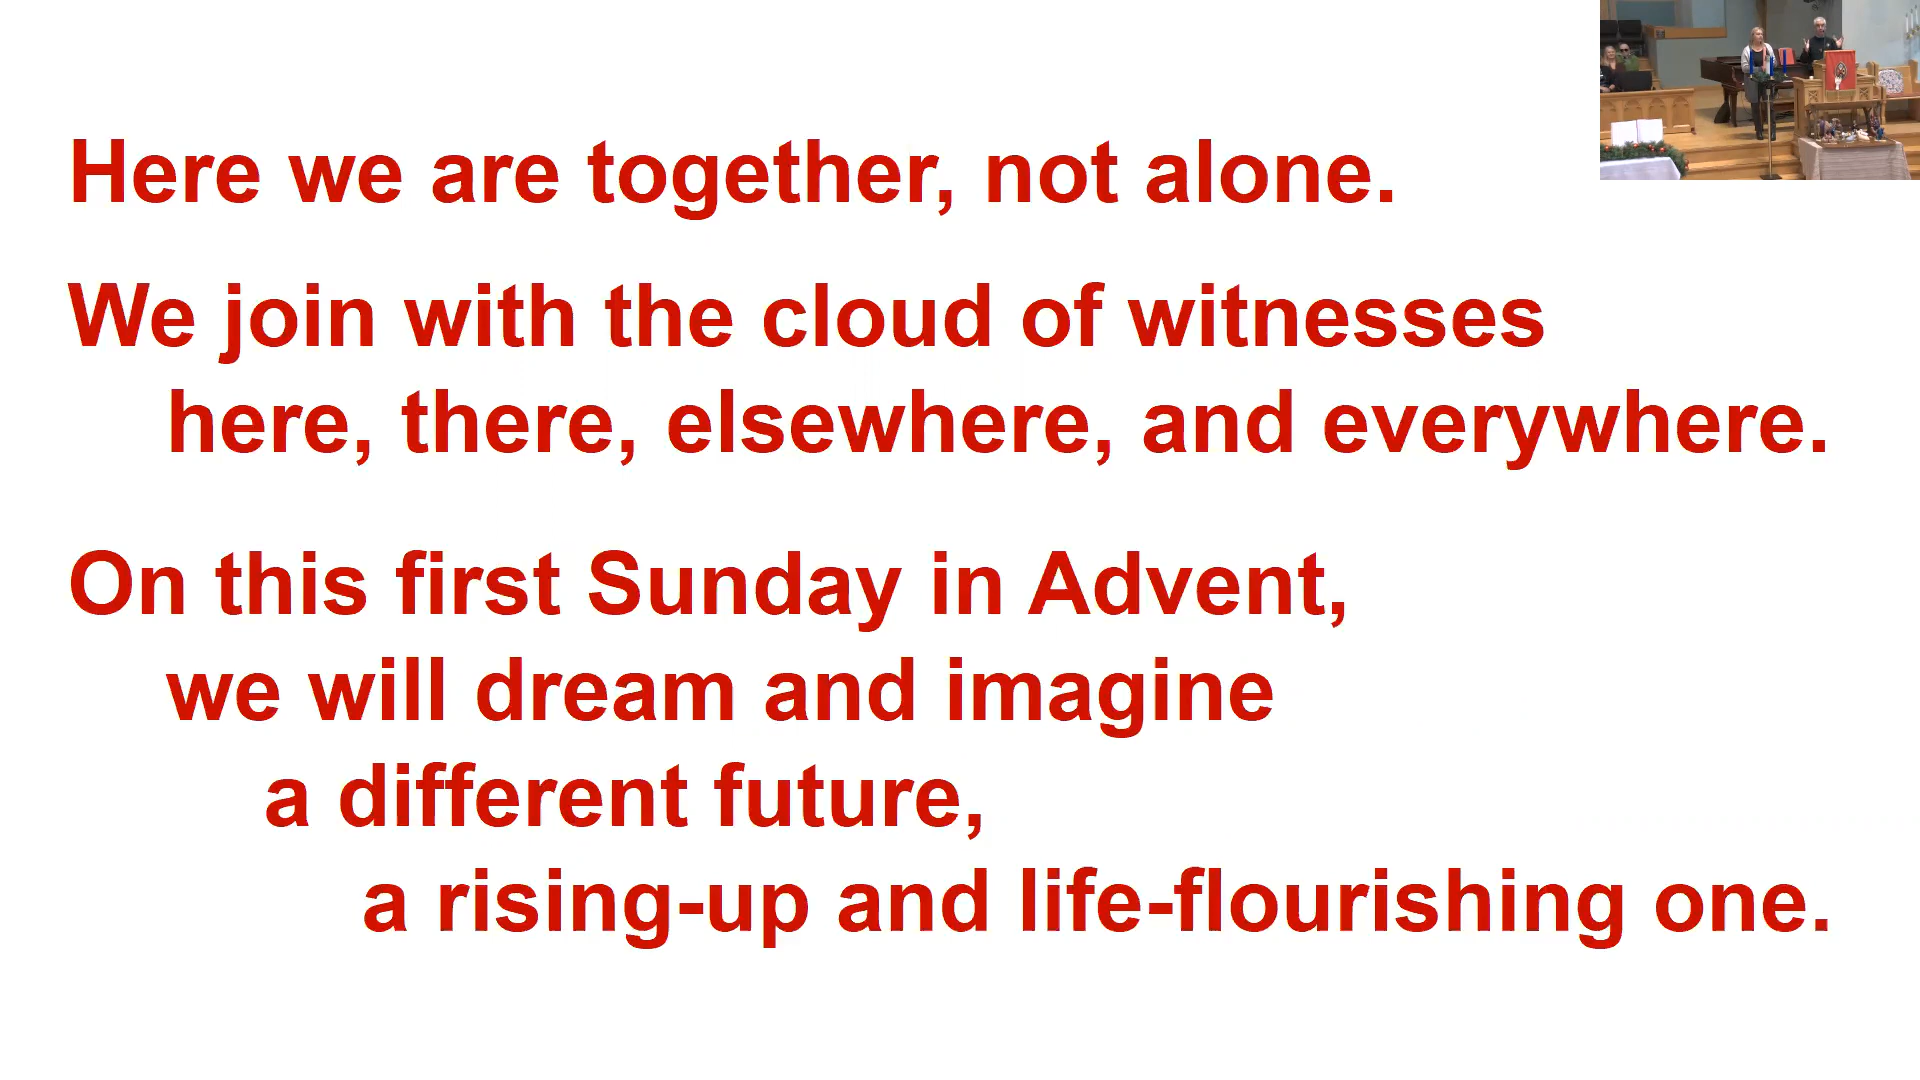 Here we are together, not alone.
We join with the cloud of witnesses
here, there, elsewhere, and everywhere.
On this first Sunday in Advent,
we will dream and imagine
a different future,
a rising-up and life-flourishing one.